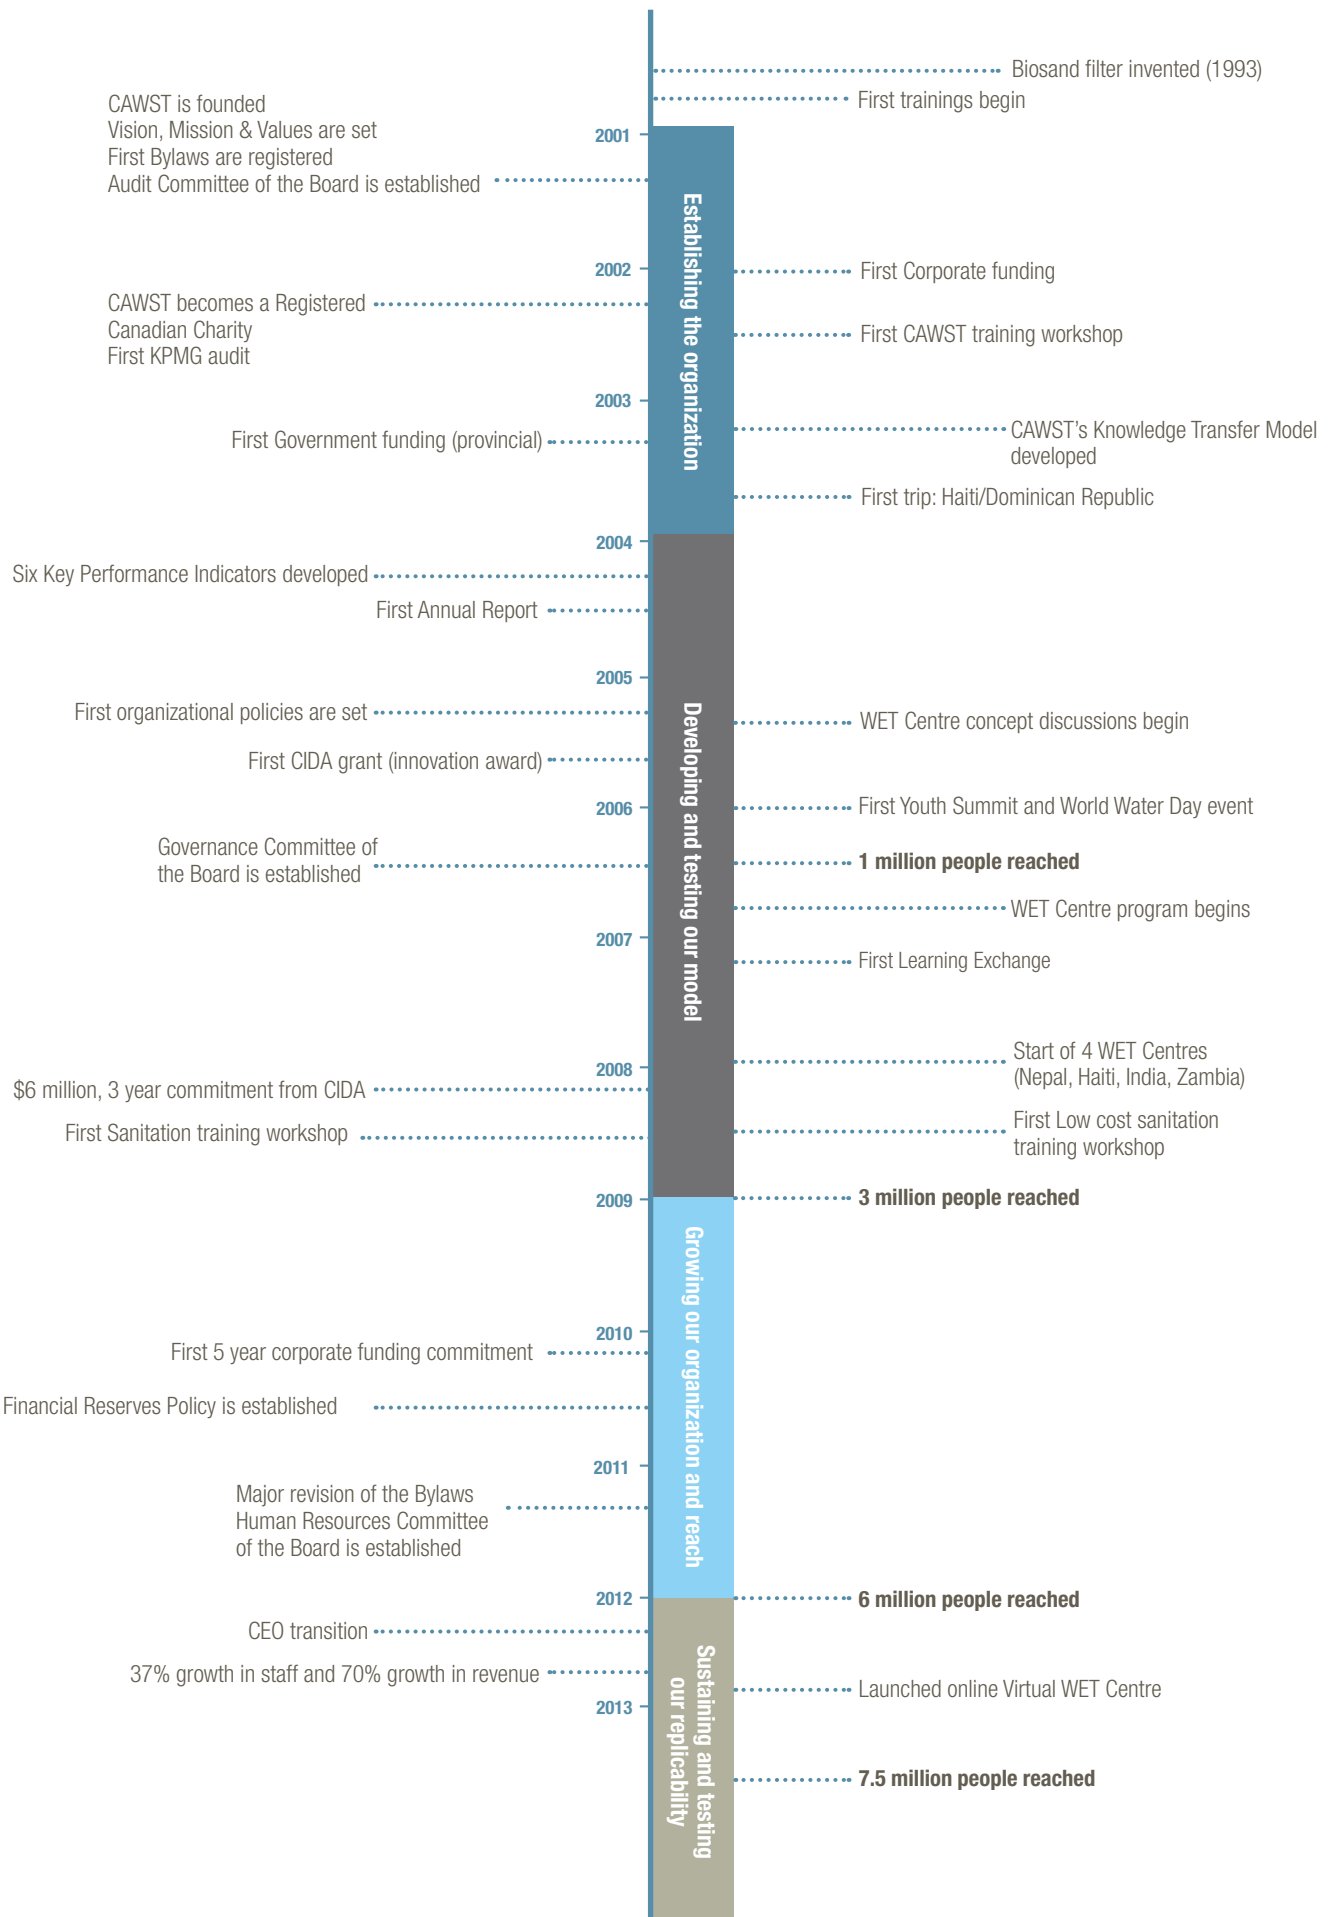 Biosand filter invented (1993)
First trainings begin
CAWST is founded
Vision, Mission & Values are set
First Bylaws are registered
Audit Committee of the Board is established
2001
Establishing the organization
2002
First Corporate funding
CAWST becomes a Registered
Canadian Charity
First KPMG audit
First CAWST training workshop
2003
First Government funding (provincial)
CAWST's Knowledge Transfer Model
developed
First trip: Haiti/Dominican Republic
2004
Six Key Performance Indicators developed
First Annual Report
Developing and testing our model
2005
First organizational policies are set
WET Centre concept discussions begin
First CIDA grant (innovation award)
2006
First Youth Summit and World Water Day event
Governance Committee of
the Board is established
1 million people reached
WET Centre program begins
2007
First Learning Exchange
Start of 4 WET Centres
(Nepal, Haiti, India, Zambia)
2008
$6 million, 3 year commitment from CIDA
First Sanitation training workshop
First Low cost sanitation
training workshop
2009
3 million people reached
Growing our organization and reach
2010
First 5 year corporate funding commitment
Financial Reserves Policy is established
2011
Major revision of the Bylaws
Human Resources Committee
of the Board is established
2012
6 million people reached
CEO transition
Sustaining and testing
our replicability
37% growth in staff and 70% growth in revenue
Launched online Virtual WET Centre
2013
7.5 million people reached